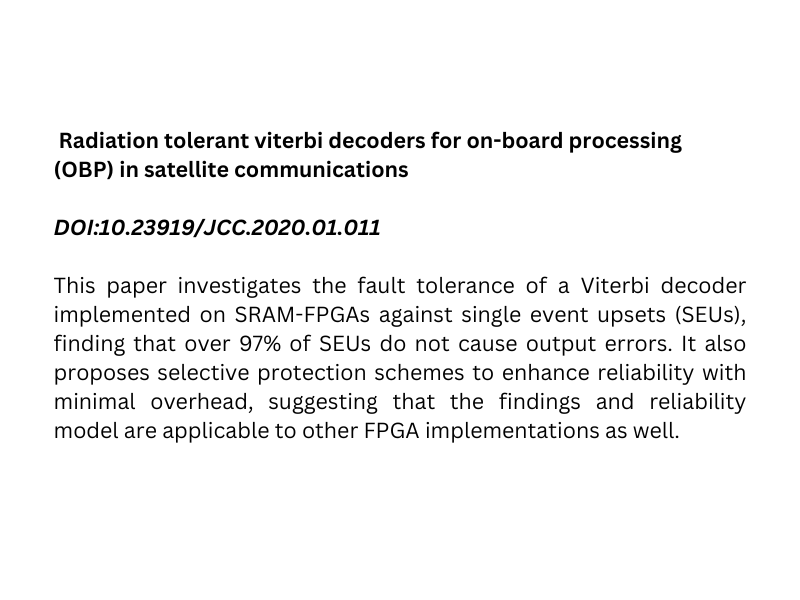 Radiation tolerant viterbi decoders for on-board processing
(OBP) in satellite communications
DOI:10.23919/JCC.2020.01.011
This paper investigates the fault tolerance of a Viterbi decoder
implemented on SRAM-FPGAs against single event upsets (SEUs),
finding that over 97% of SEUs do not cause output errors. It also
proposes selective protection schemes to enhance reliability with
minimal overhead, suggesting that the findings and reliability
model are applicable to other FPGA implementations as well.